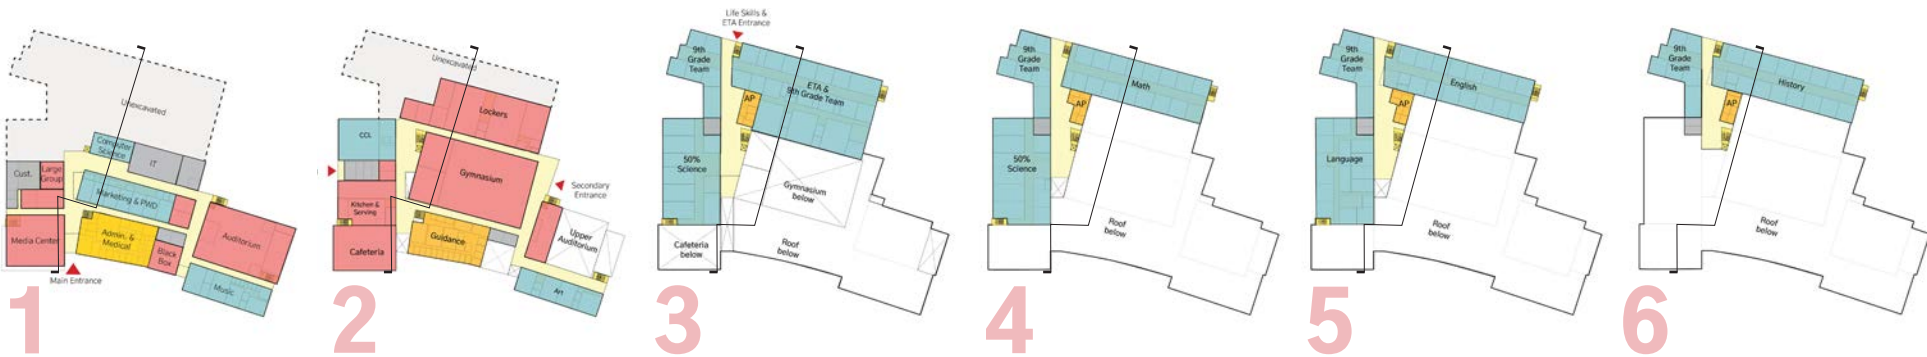 Unexcavated
Computer
Science
IT
Cust.
Large
Group
Marketing & PWD
Media Center
Admin. &
Medical
Black
Box
Auditorium
Music
Main Entrance
1
Unexcavated
Lockers
CCL
Gymnasium
Secondary
Entrance
Kitchen &
Serving
Guidance
Cafeteria
Upper
Auditorium
Art
2
Life Skills &
ETA Entrance
9th
Grade
Team
ETA &
9th Grade Team
AP
50%
Science
Gymnasium
below
Cafeteria
below
Roof
below
3
9th
Grade
Team
Math
AP
50%
Science
Roof
below
4
9th
Grade
Team
English
AP
Language
Roof
below
5
9th
Grade
Team
History
AP
Roof
below
6